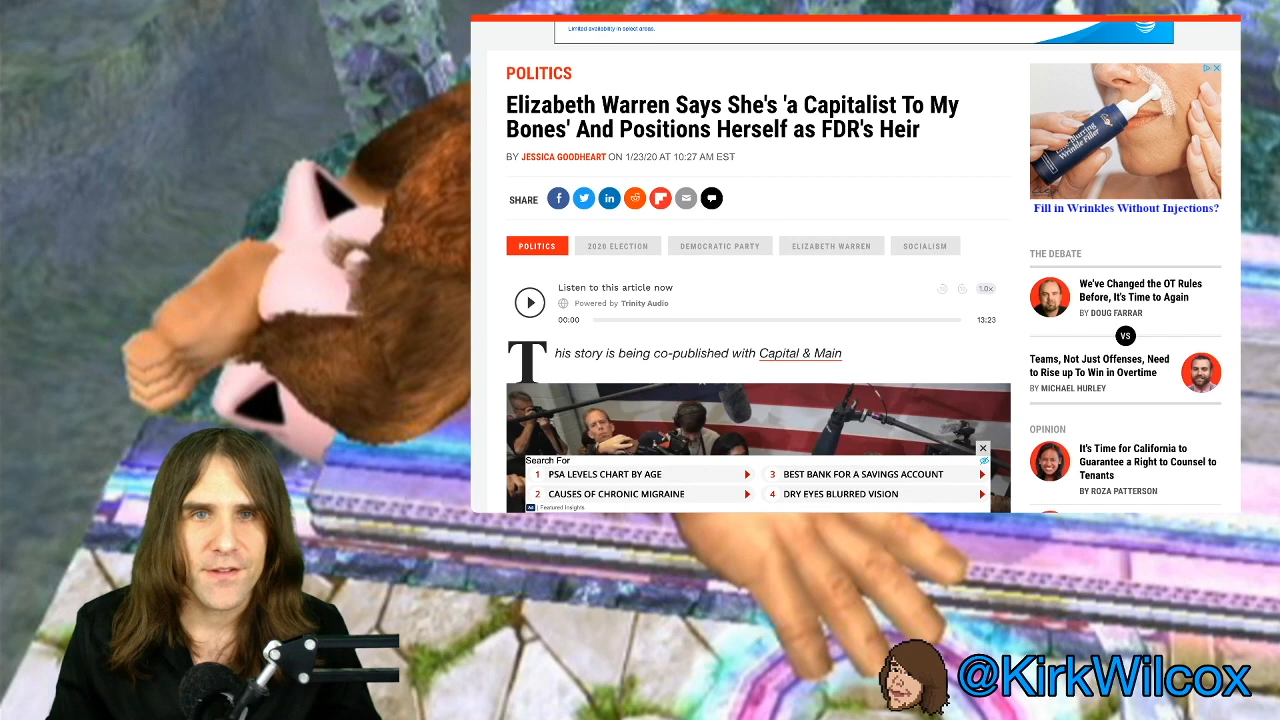 Limited availability in select areas.
POLITICS
Elizabeth Warren Says She's 'a Capitalist To My
Bones' And Positions Herself as FDR's Heir
BY JESSICA GOODHEART ON 1/23/20 AT 10:27 AM EST
SHARE
POLITICS
2020 ELECTION
DEMOCRATIC PARTY
ELIZABETH WARREN
SOCIALISM
Listen to this article now
Powered by Trinity Audio
1.0x
00:00
13:23
This story is being co-published with Capital & Main
Search For
1 PSA LEVELS CHART BY AGE
3 BEST BANK FOR A SAVINGS ACCOUNT
2 CAUSES OF CHRONIC MIGRAINE
4 DRY EYES BLURRED VISION
Ad | Featured Insights
Wrinkle Filler
Fill in Wrinkles Without Injections?
THE DEBATE
We've Changed the OT Rules
Before, It's Time to Again
BY DOUG FARRAR
VS
Teams, Not Just Offenses, Need
to Rise up To Win in Overtime
BY MICHAEL HURLEY
OPINION
It's Time for California to
Guarantee a Right to Counsel to
Tenants
BY ROZA PATTERSON
@KirkWilcox